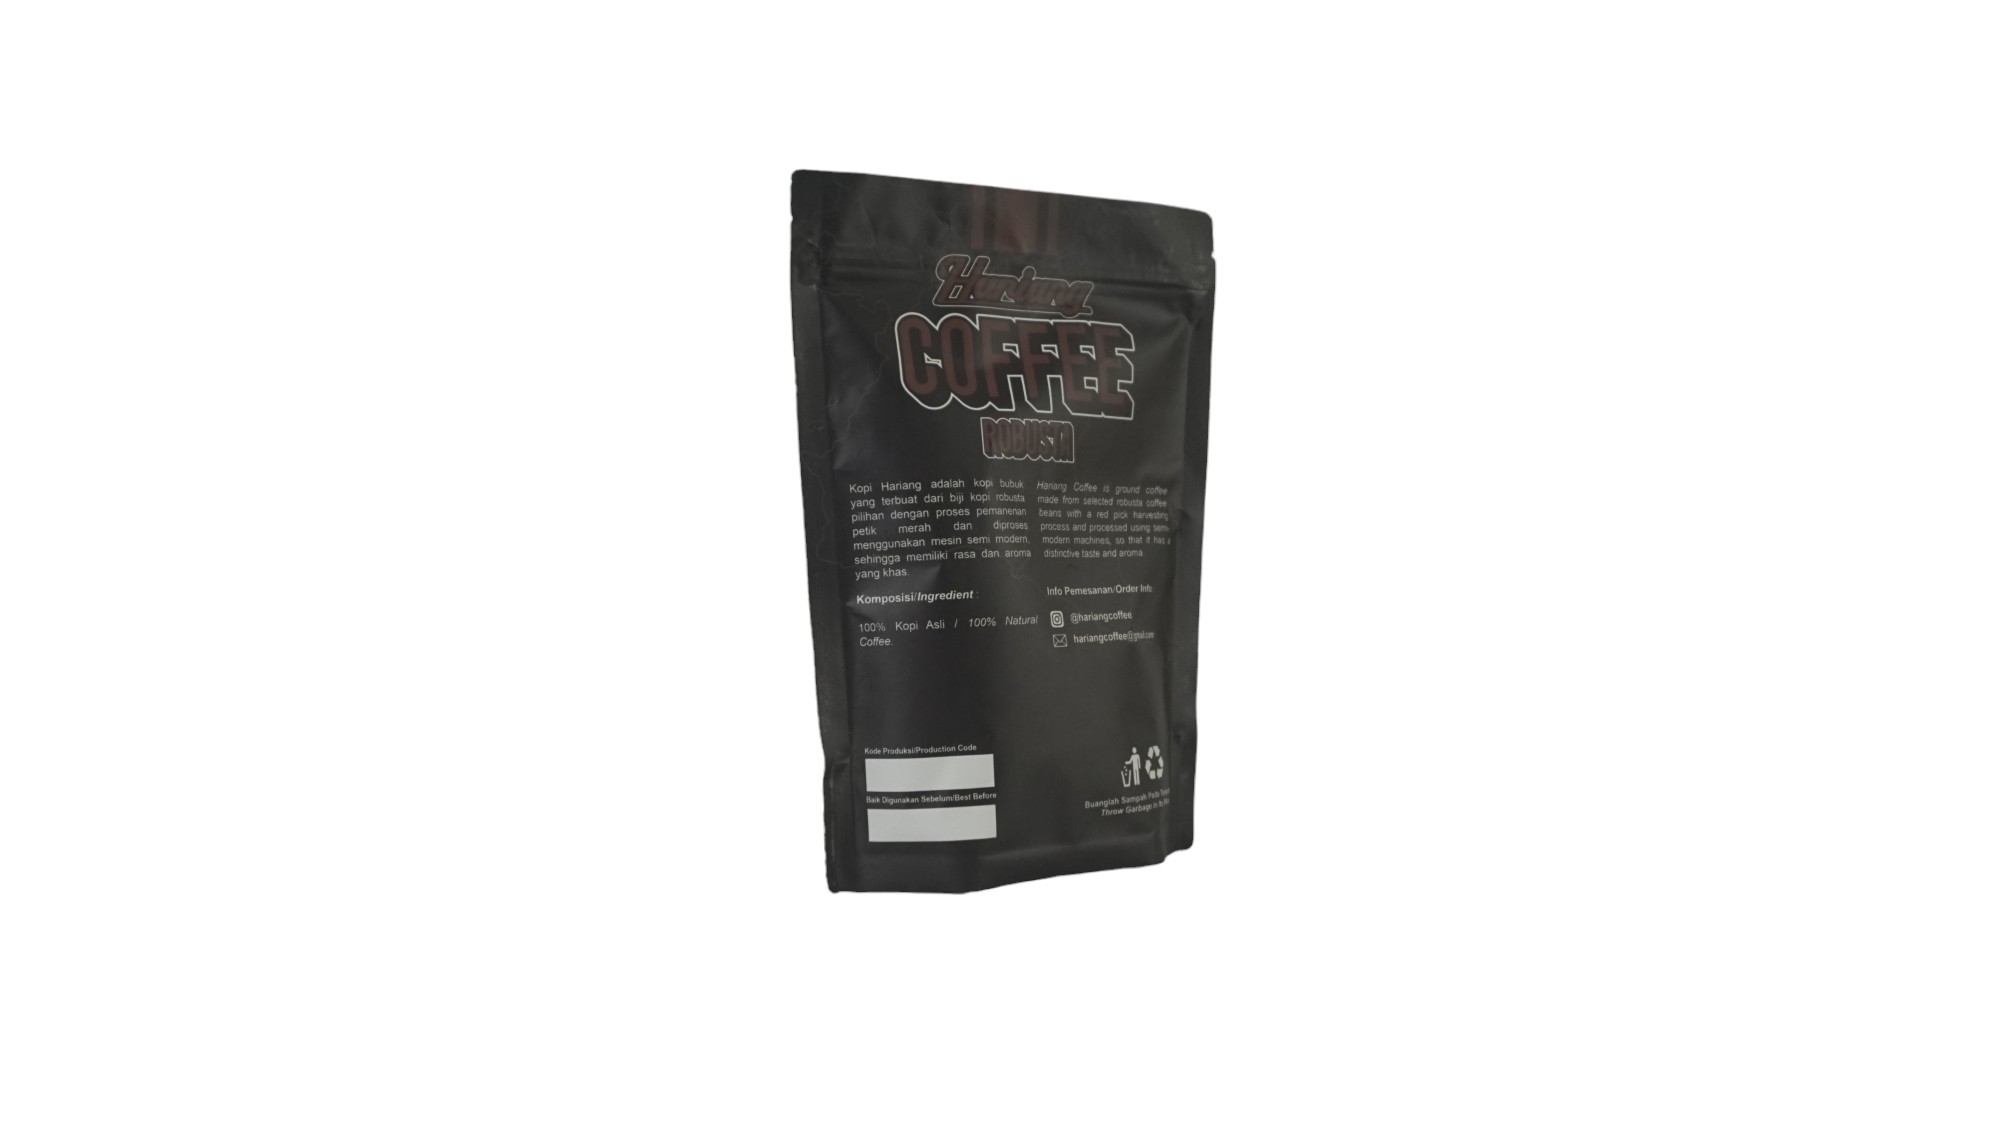 Hariang
COFFEE
ROBUSTA
Kopi Hariang adalah kopi bubuk
yang terbuat dari biji kopi robusta
pilihan dengan proses pemanenan
petik merah dan diproses
menggunakan mesin semi modern,
sehingga memiliki rasa dan aroma
yang khas.
Komposisi/Ingredient :
100% Kopi Asli / 100% Natural
Coffee.
Hariang Coffee is ground coffee
made from selected robusta coffee
beans with a red pick harvesting
process and processed using semi-
modern machines, so that it has a
distinctive taste and aroma
Info Pemesanan/Order Info
@hariangcoffee
hariangcoffee@gmail.com
Kode Produksi/Production Code
Baik Digunakan Sebelum/Best Before
Buanglah Sampah Pada
Throw Garbage in